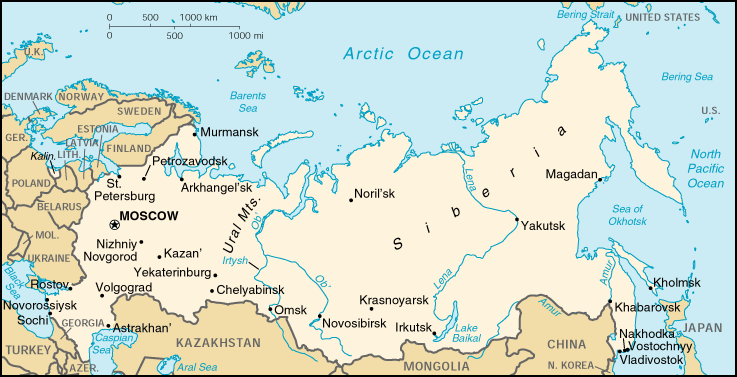 0 500 1000 km
0 500 1000 mi
Bering Strait
UNITED STATES
Arctic Ocean
U.K.
Barents
Sea
Bering Sea
DENMARK
NORWAY
SWEDEN
U.S.
ESTONIA
Murmansk
GER.
LATVIA
FINLAND
Kalin.
LITH.
Petrozavodsk
North
Pacific
Ocean
POLAND
St.
Petersburg
Arkhangel'sk
Noril'sk
Lena
Siberia
Magadan
BELARUS
MOSCOW
Ural Mts.
Ob'
Sea of
Okhotsk
Yakutsk
MOL.
UKRAINE
Nizhniy
Novgorod
Kazan'
Irtysh
Yekaterinburg
Ob'
Lena
Amur
Black
Sea
Rostov
Volgograd
Chelyabinsk
Krasnoyarsk
Amur
Kholmsk
Novorossiysk
Sochi
Omsk
Novosibirsk
Irkutsk
Lake
Baikal
Khabarovsk
GEORGIA
Astrakhan'
Caspian
Sea
KAZAKHSTAN
CHINA
Nakhodka
Vostochnyy
Vladivostok
JAPAN
TURKEY
AZER.
Aral Sea
MONGOLIA
N. KOREA